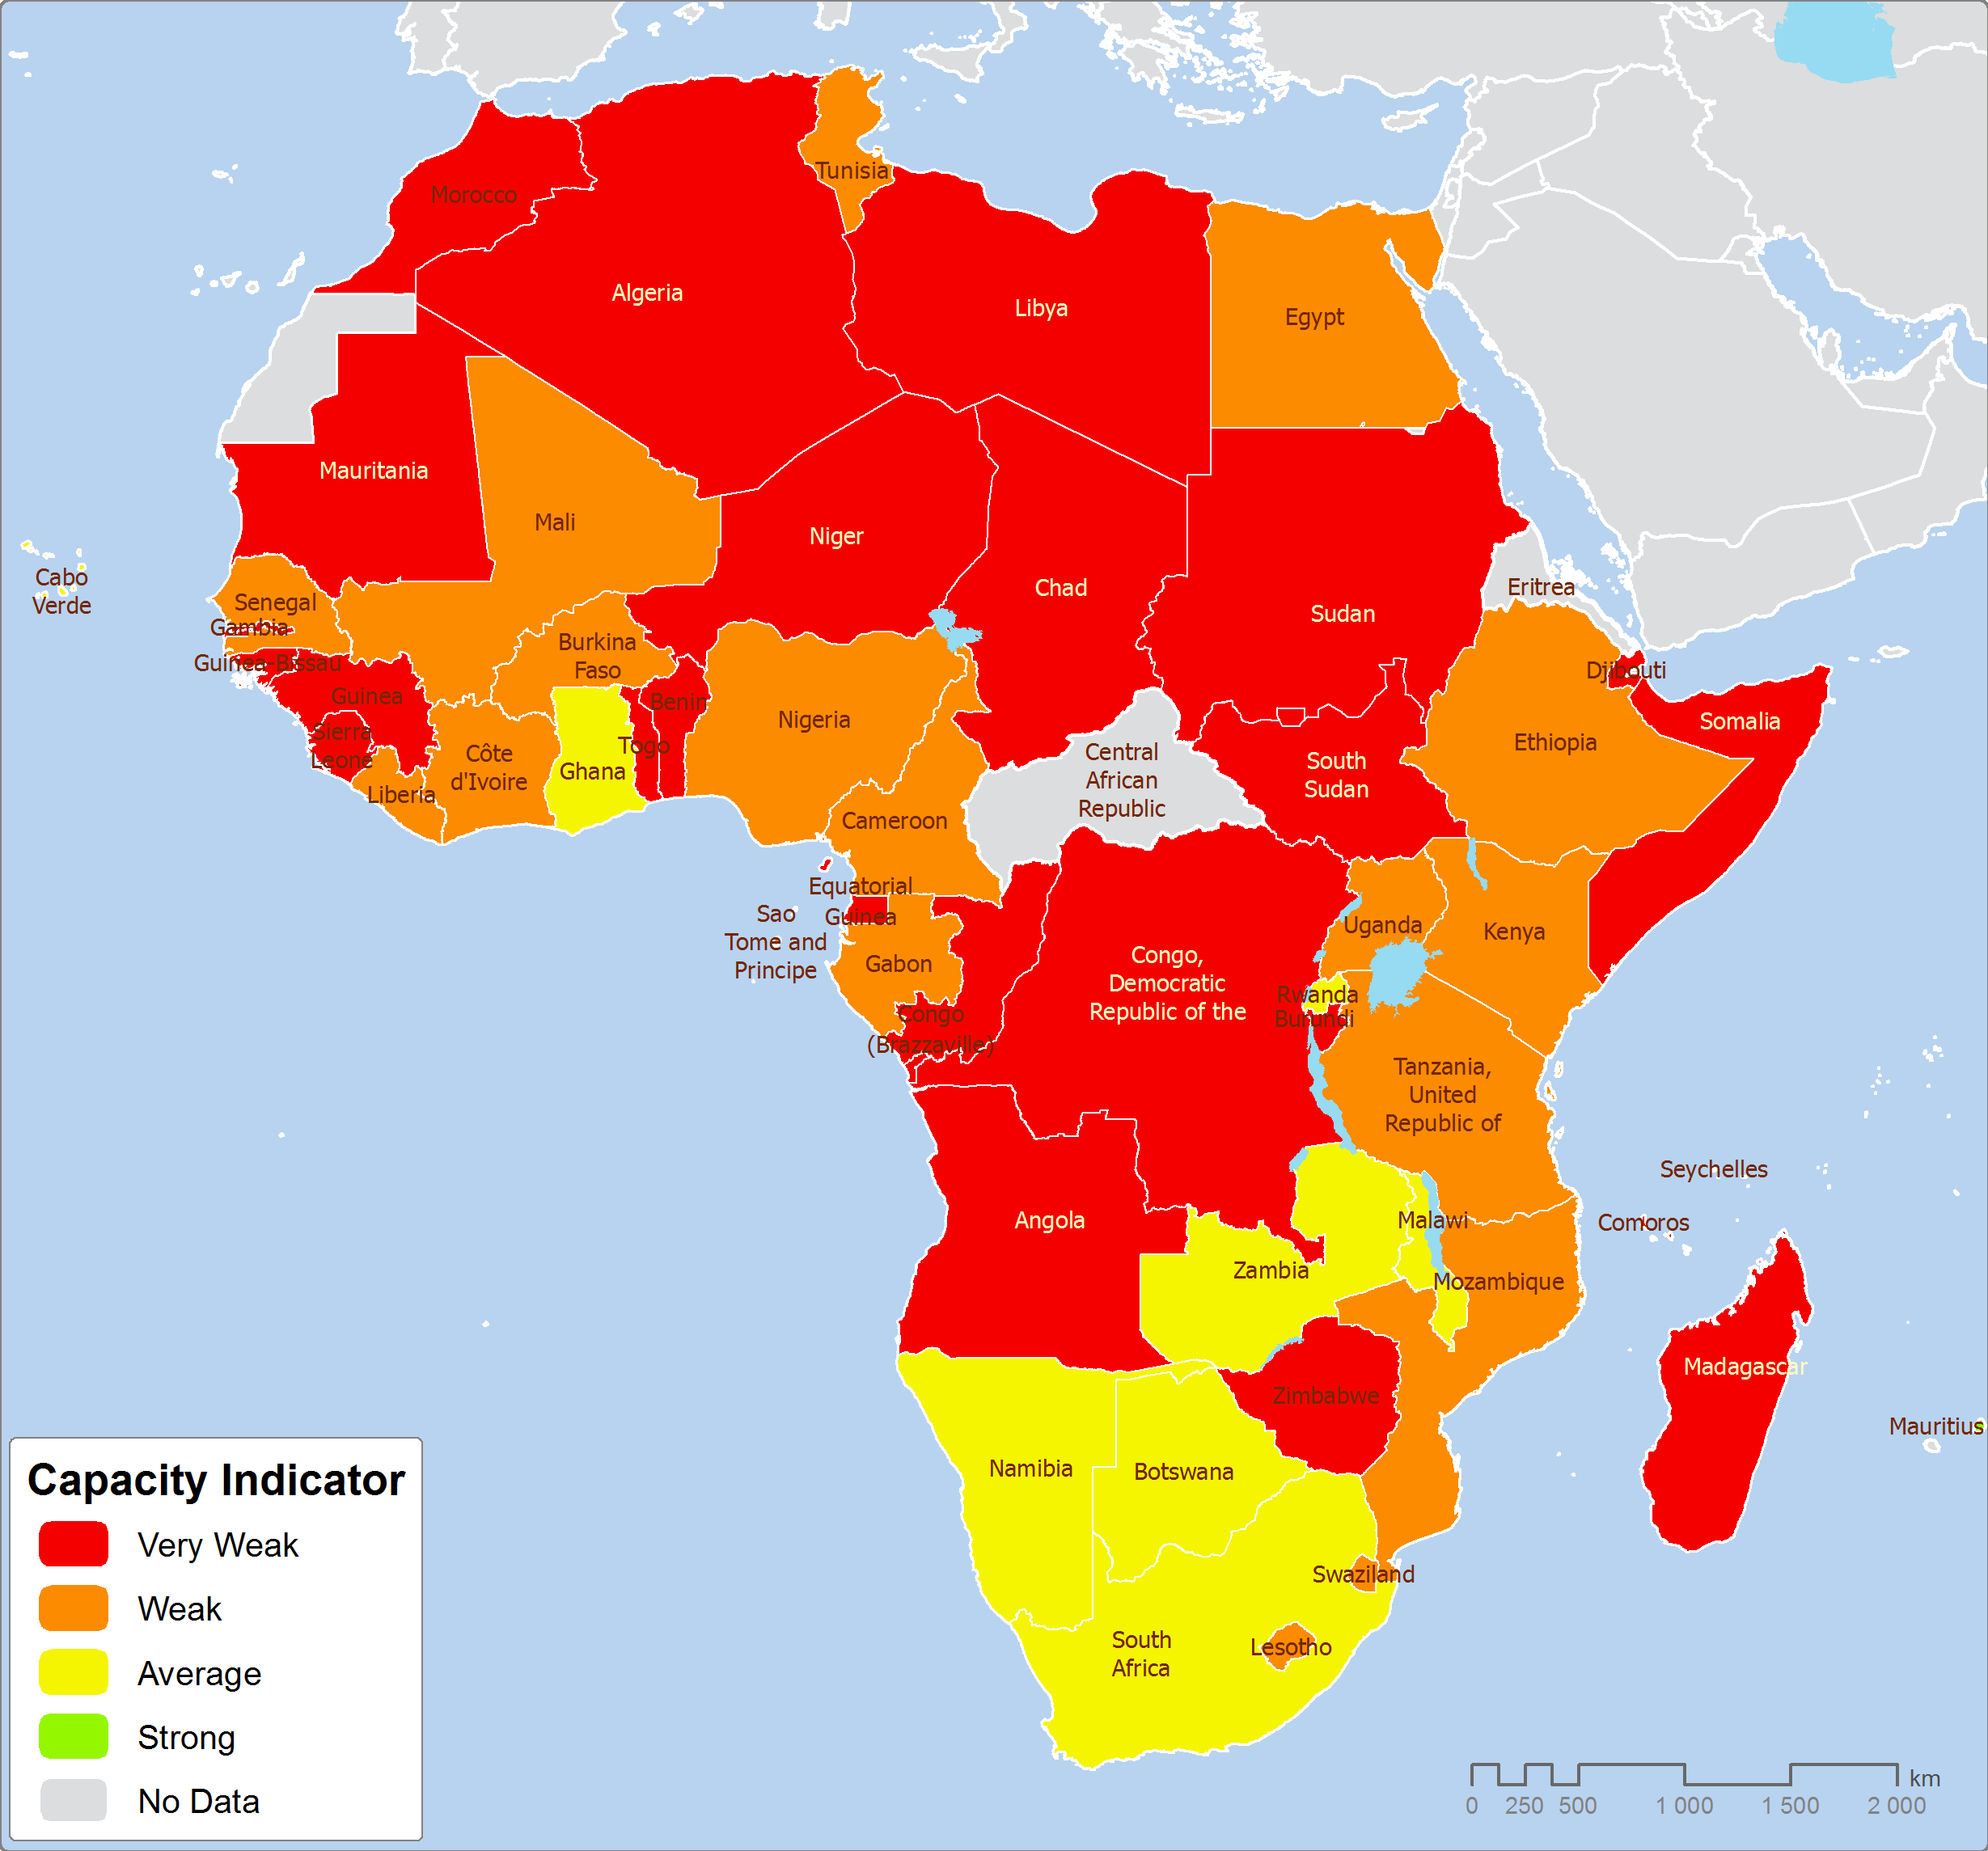 Tunisia
Morocco
Algeria
Libya
Egypt
Mauritania
Mali
Niger
Chad
Sudan
Eritrea
Cabo
Verde
Senegal
Gambia
Guinea-Bissau
Guinea
Sierra
Leone
Liberia
Côte
d'Ivoire
Burkina
Faso
Ghana
Togo
Benin
Nigeria
Cameroon
Central
African
Republic
South
Sudan
Ethiopia
Djibouti
Somalia
Equatorial
Guinea
Sao
Tome and
Principe
Gabon
Congo
(Brazzaville)
Congo,
Democratic
Republic of the
Uganda
Kenya
Rwanda
Burundi
Tanzania,
United
Republic of
Seychelles
Comoros
Angola
Zambia
Malawi
Mozambique
Madagascar
Mauritius
Zimbabwe
Namibia
Botswana
Swaziland
South
Africa
Lesotho
Capacity Indicator
Very Weak
Weak
Average
Strong
No Data
km
0 250 500 1 000 1 500 2 000